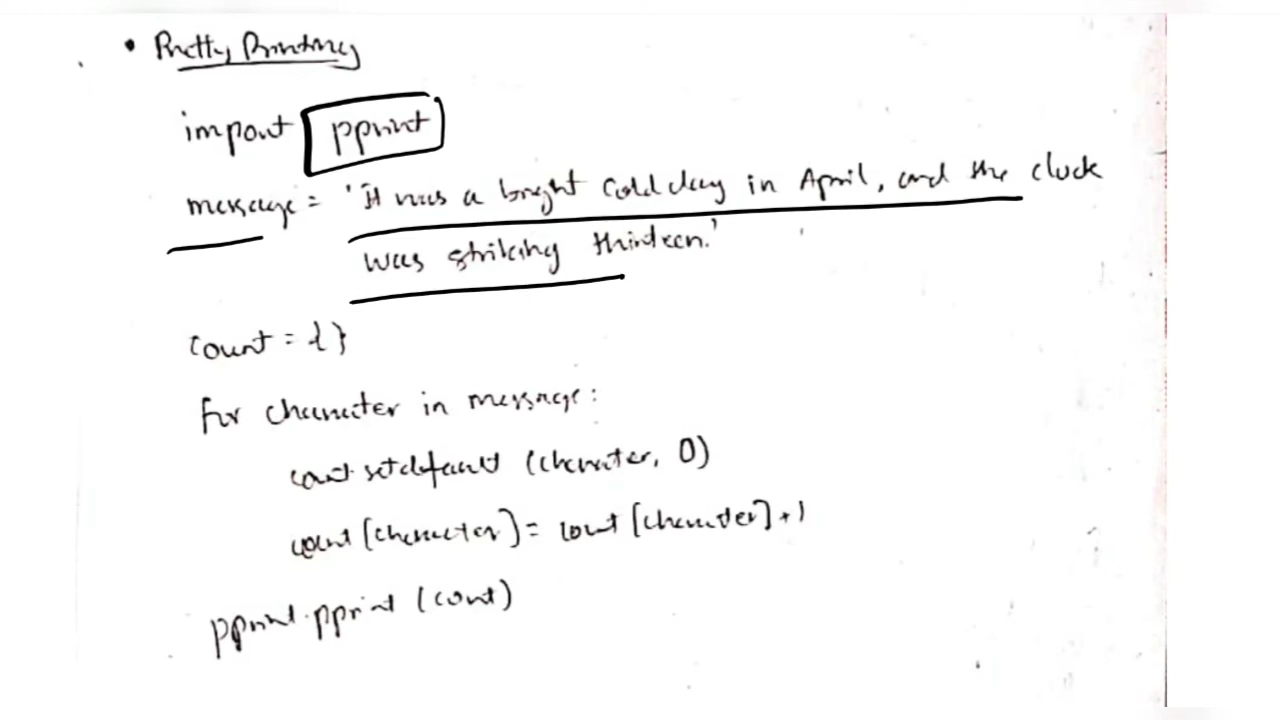 • Pretty Printing
import pprint
message = 'It was a bright cold day in April, and the clock
was striking thirteen.'
count = {}
for character in message:
count.setdefault (character, 0)
count [character] = count [character] + 1
pprint.pprint (count)